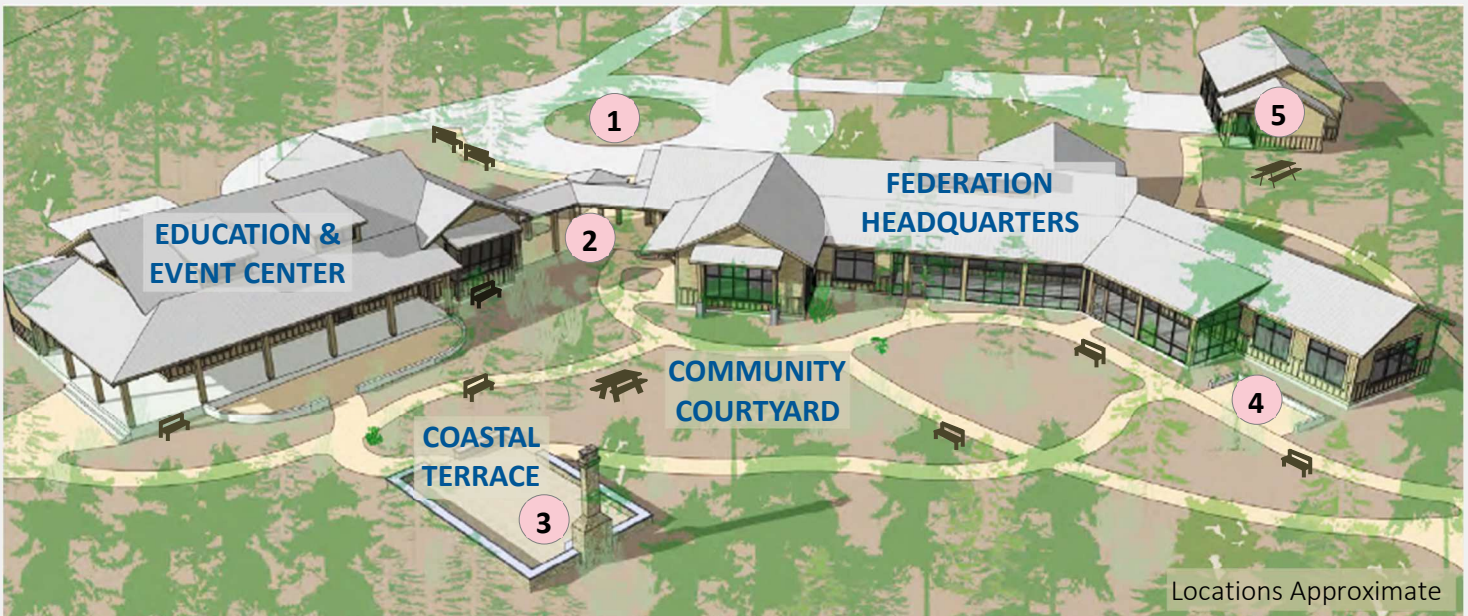 1
5
FEDERATION
HEADQUARTERS
EDUCATION &
EVENT CENTER
2
COMMUNITY
COURTYARD
4
COASTAL
TERRACE
3
Locations Approximate